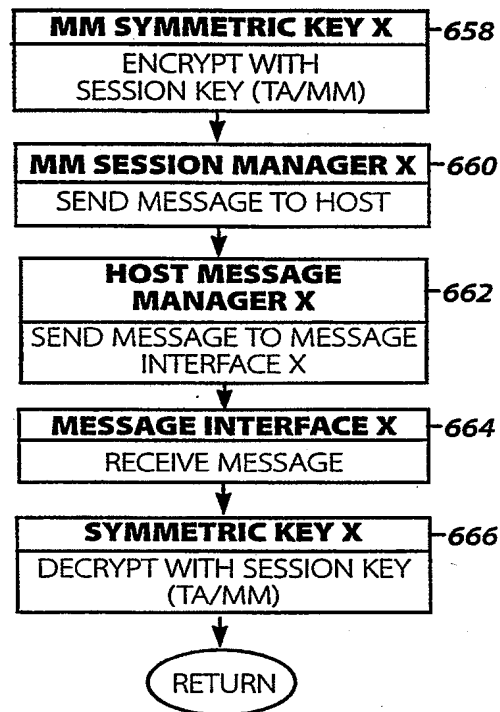 MM SYMMETRIC KEY X
658
ENCRYPT WITH
SESSION KEY (TA/MM)
MM SESSION MANAGER X
660
SEND MESSAGE TO HOST
HOST MESSAGE
MANAGER X
662
SEND MESSAGE TO MESSAGE
INTERFACE X
MESSAGE INTERFACE X
664
RECEIVE MESSAGE
SYMMETRIC KEY X
666
DECRYPT WITH SESSION KEY
(TA/MM)
RETURN